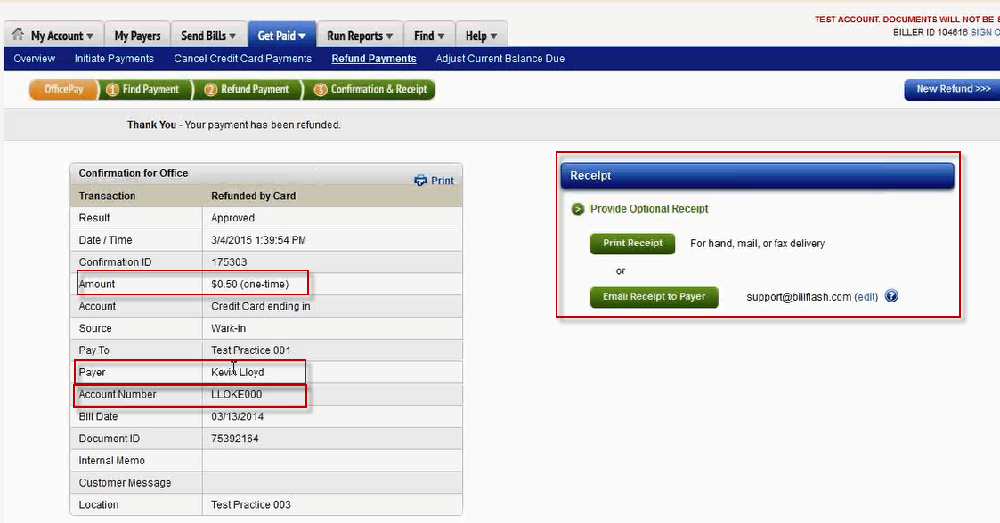 TEST ACCOUNT. DOCUMENTS WILL NOT BE
BILLER ID 104616 SIGN
My Account My Payers Send Bills Get Paid Run Reports Find Help
Overview Initiate Payments Cancel Credit Card Payments Refund Payments Adjust Current Balance Due
OfficePay 1 Find Payment 2 Refund Payment 3 Confirmation & Receipt New Refund >>>
Thank You - Your payment has been refunded.
Confirmation for Office
Print
Transaction Refunded by Card
Result Approved
Date / Time 3/4/2015 1:39:54 PM
Confirmation ID 175303
Amount $0.50 (one-time)
Account Credit Card ending in
Source Walk-in
Pay To Test Practice 001
Payer Kevin Lloyd
Account Number LLOKE000
Bill Date 03/13/2014
Document ID 75392164
Internal Memo
Customer Message
Location Test Practice 003
Receipt
> Provide Optional Receipt
Print Receipt For hand, mail, or fax delivery
or
Email Receipt to Payer support@billflash.com (edit) ?